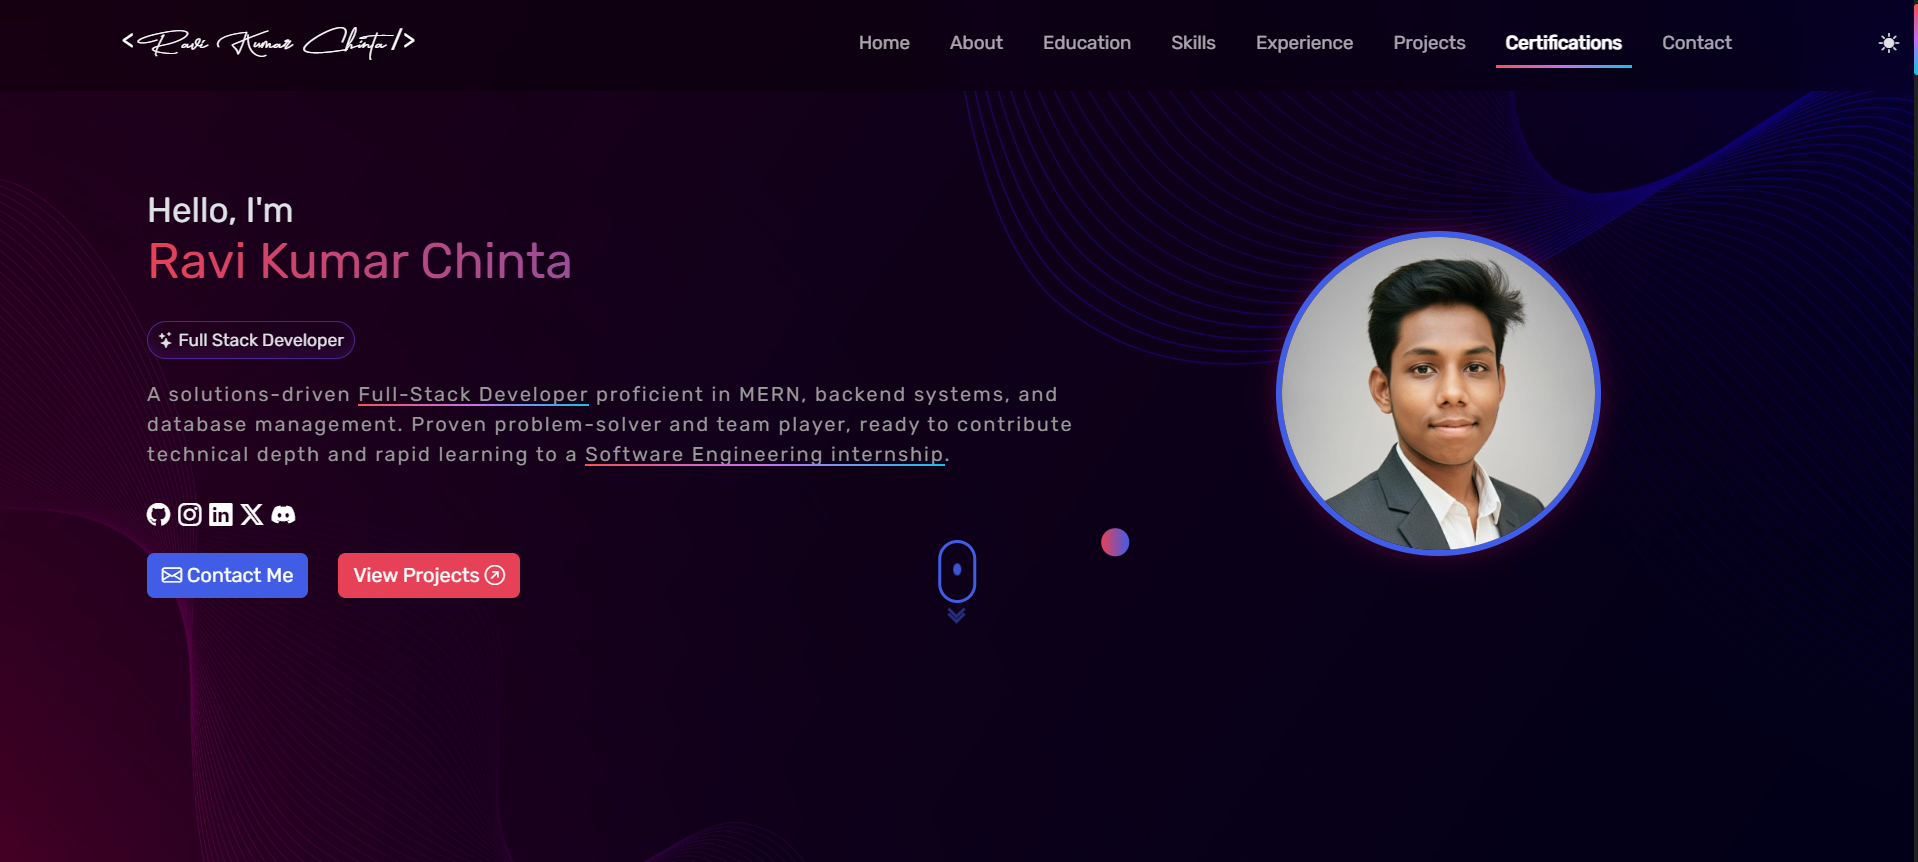 <Ravi Kumar Chinta/>
Home About Education Skills Experience Projects Certifications Contact
Hello, I'm
Ravi Kumar Chinta
Full Stack Developer
A solutions-driven Full-Stack Developer proficient in MERN, backend systems, and
database management. Proven problem-solver and team player, ready to contribute
technical depth and rapid learning to a Software Engineering internship.
Contact Me View Projects